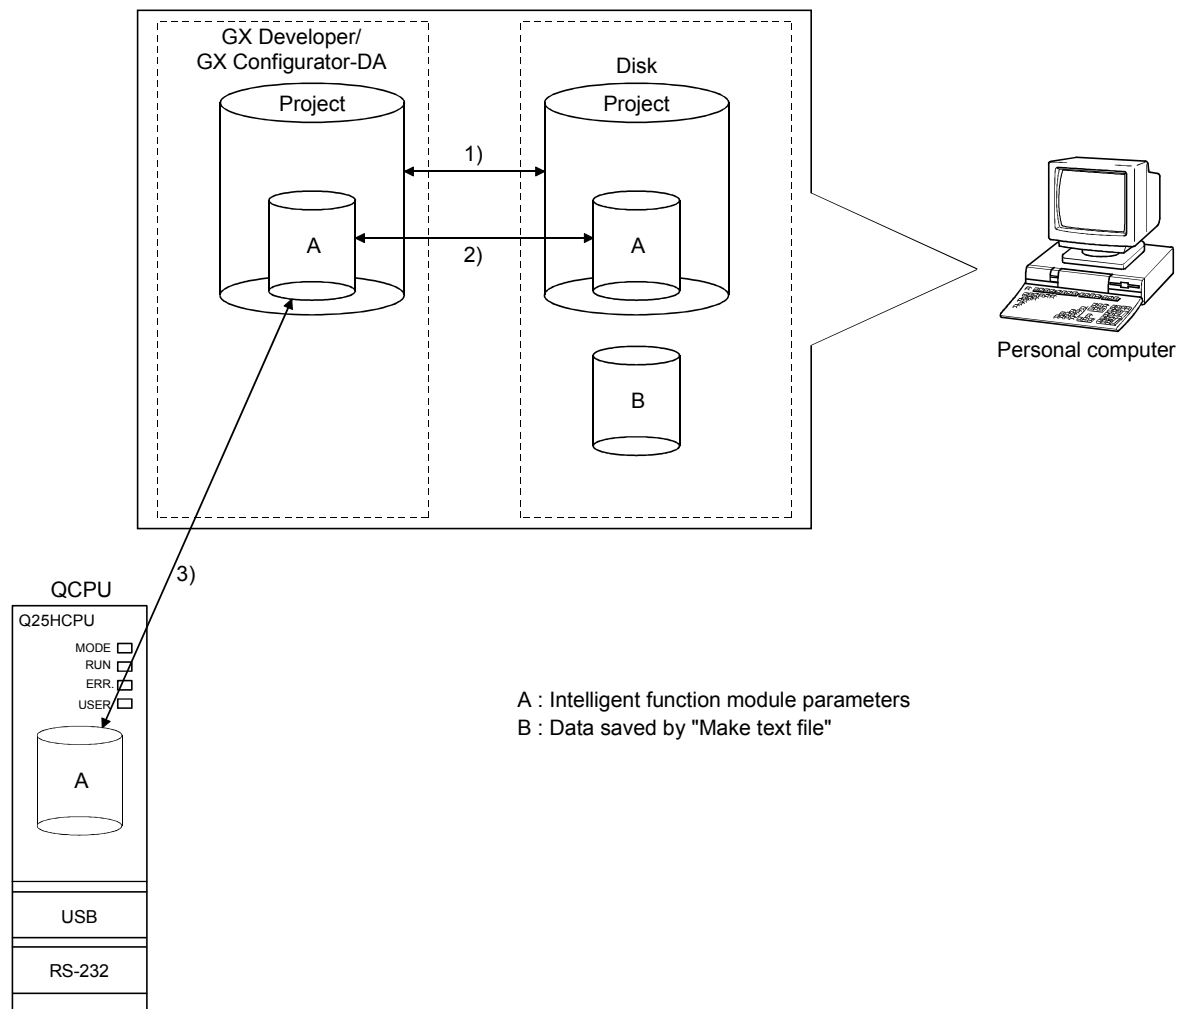 GX Developer/
GX Configurator-DA
Project
A
Disk
Project
A
B
1)
2)
3)
Personal computer
QCPU
Q25HCPU
MODE
RUN
ERR.
USER
A
USB
RS-232
A : Intelligent function module parameters
B : Data saved by "Make text file"